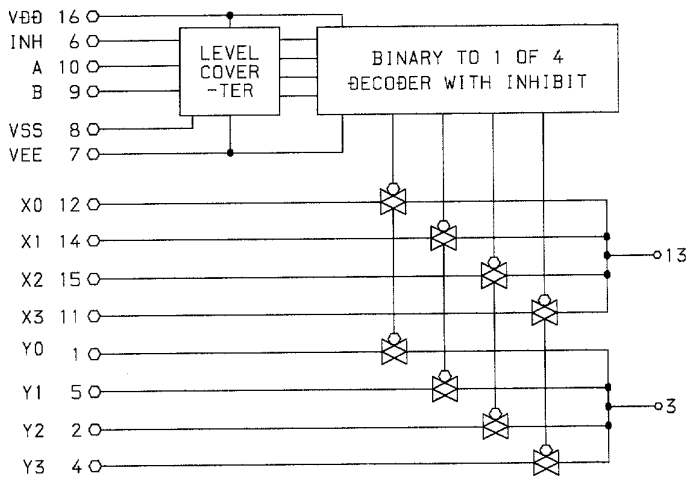 VDD 16
INH 6
A 10
B 9
VSS 8
VEE 7
LEVEL
COVER
-TER
BINARY TO 1 OF 4
DECODER WITH INHIBIT
X0 12
X1 14
X2 15
X3 11
13
Y0 1
Y1 5
Y2 2
Y3 4
3